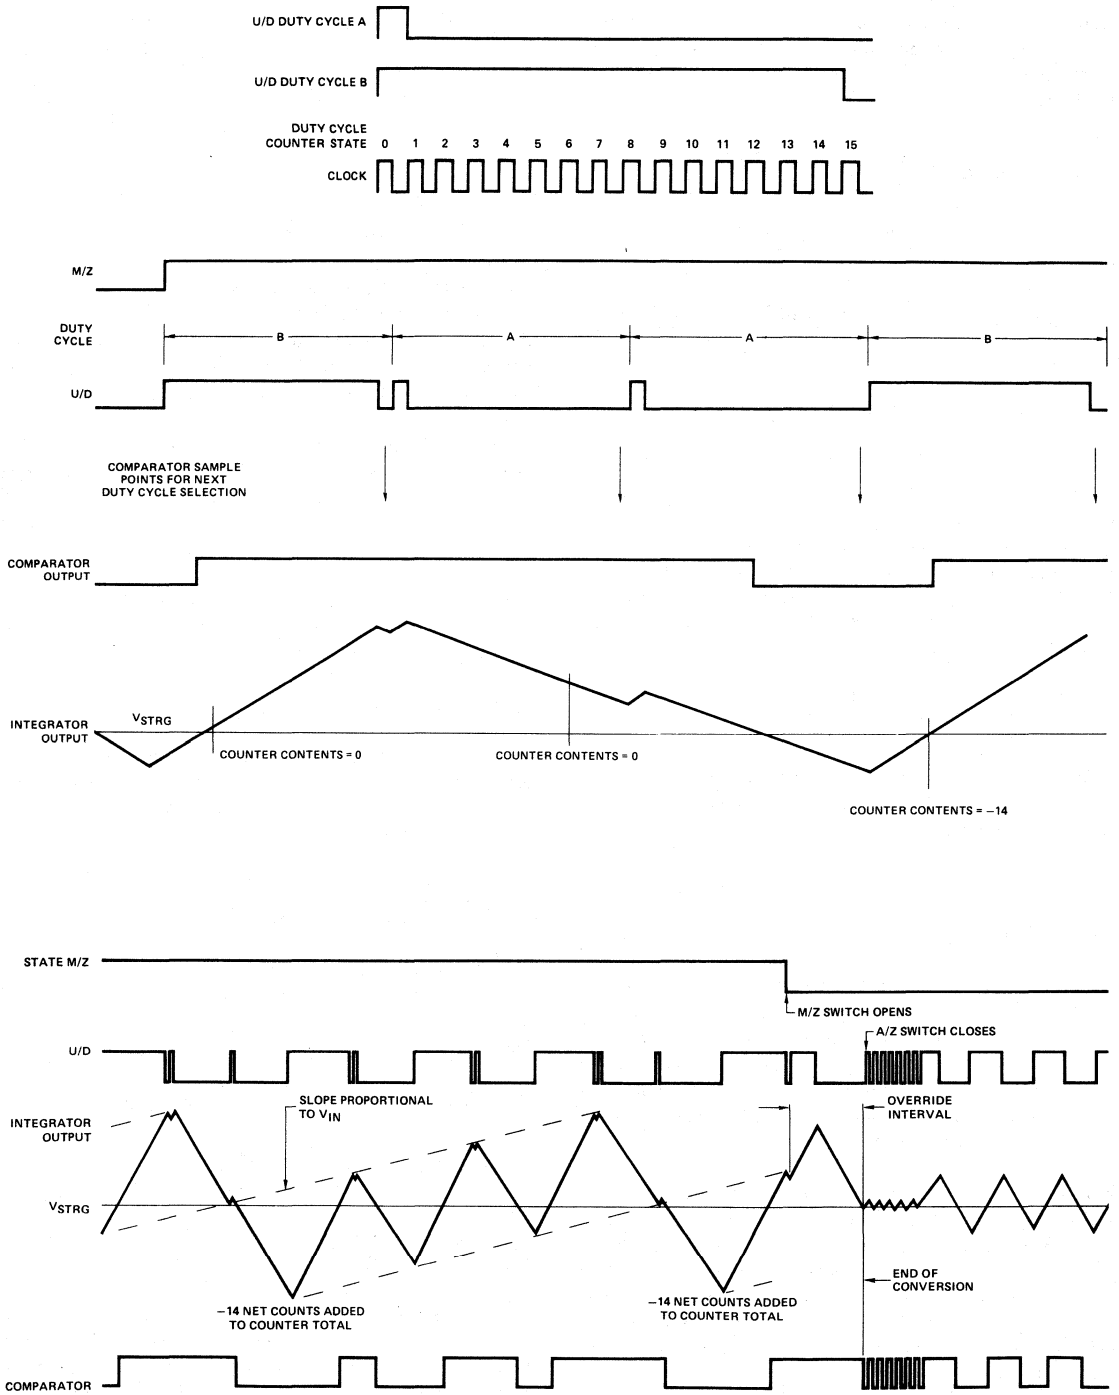 U/D DUTY CYCLE A
U/D DUTY CYCLE B
DUTY CYCLE
COUNTER STATE
0 1 2 3 4 5 6 7 8 9 10 11 12 13 14 15
CLOCK
M/Z
DUTY
CYCLE
B A A B
U/D
COMPARATOR SAMPLE
POINTS FOR NEXT
DUTY CYCLE SELECTION
COMPARATOR
OUTPUT
INTEGRATOR
OUTPUT
VSTRG
COUNTER CONTENTS = 0
COUNTER CONTENTS = 0
COUNTER CONTENTS = −14
STATE M/Z
M/Z SWITCH OPENS
A/Z SWITCH CLOSES
U/D
SLOPE PROPORTIONAL
TO VIN
OVERRIDE
INTERVAL
INTEGRATOR
OUTPUT
VSTRG
END OF
CONVERSION
−14 NET COUNTS ADDED
TO COUNTER TOTAL
−14 NET COUNTS ADDED
TO COUNTER TOTAL
COMPARATOR